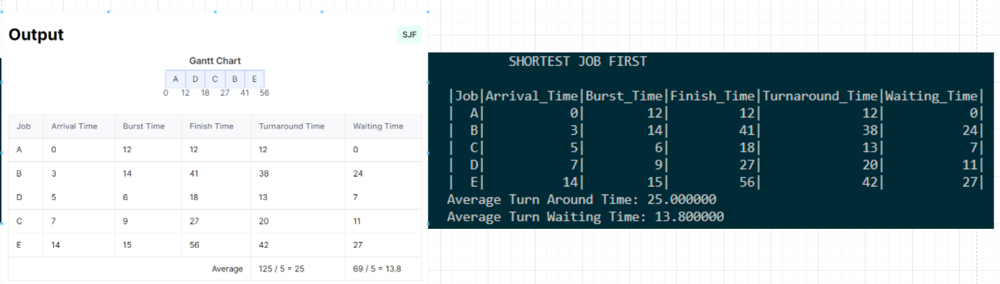 Output
SJF
Gantt Chart
A D C B E
0 12 18 27 41 56
Job Arrival Time Burst Time Finish Time Turnaround Time Waiting Time
A 0 12 12 12 0
B 3 14 41 38 24
D 5 6 18 13 7
C 7 9 27 20 11
E 14 15 56 42 27
Average 125 / 5 = 25 69 / 5 = 13.8
SHORTEST JOB FIRST
|Job|Arrival_Time|Burst_Time|Finish_Time|Turnaround_Time|Waiting_Time|
| A| 0| 12| 12| 12| 0|
| B| 3| 14| 41| 38| 24|
| C| 5| 6| 18| 13| 7|
| D| 7| 9| 27| 20| 11|
| E| 14| 15| 56| 42| 27|
Average Turn Around Time: 25.000000
Average Turn Waiting Time: 13.800000